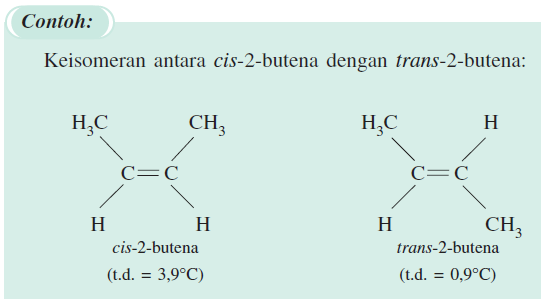 Contoh:
Keisomeran antara cis-2-butena dengan trans-2-butena:
H₃C CH₃ H₃C H
C=C C=C
H H H CH₃
cis-2-butena trans-2-butena
(t.d. = 3,9°C) (t.d. = 0,9°C)